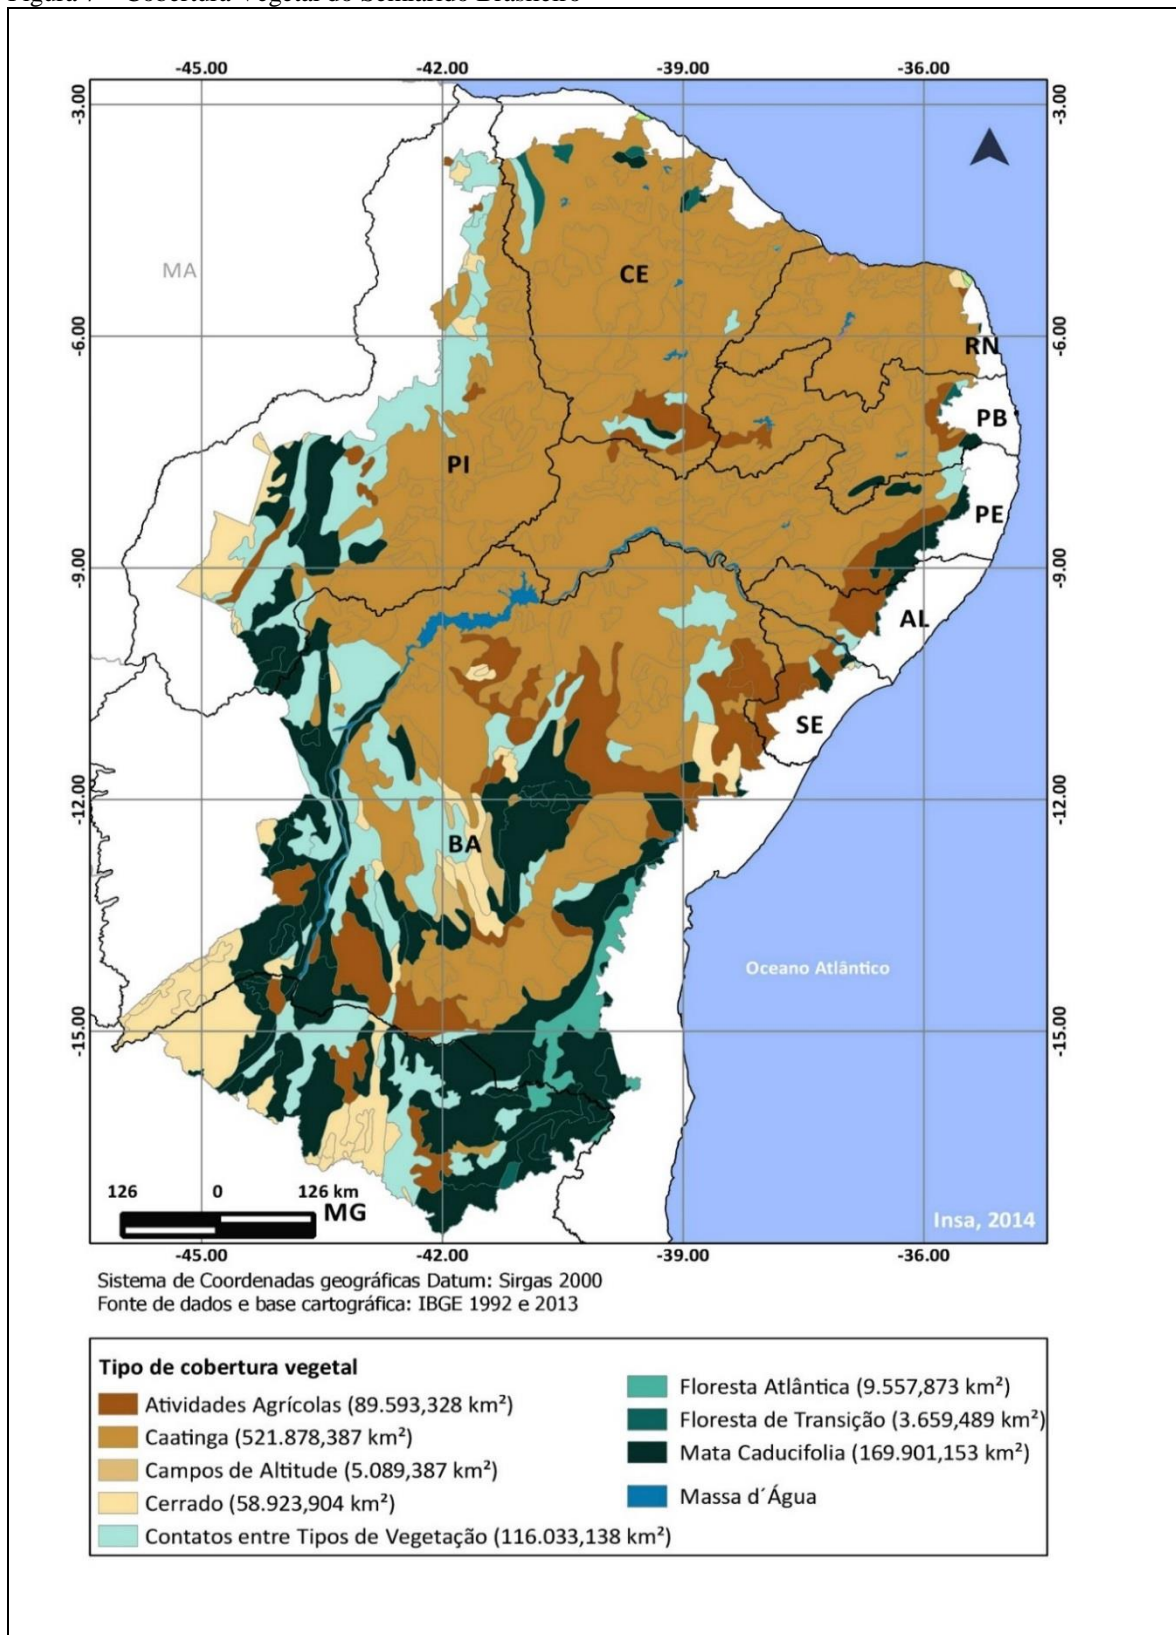 Figura – Cobertura Vegetal do Semiárido Brasileiro
-45.00 -42.00 -39.00 -36.00
-3.00 -3.00
MA
CE
-6.00 -6.00
RN
PB
PI
PE
-9.00 -9.00
AL
SE
-12.00 -12.00
BA
Oceano Atlântico
-15.00 -15.00
126 0 126 km
MG
Insa, 2014
-45.00 -42.00 -39.00 -36.00
Sistema de Coordenadas geográficas Datum: Sirgas 2000
Fonte de dados e base cartográfica: IBGE 1992 e 2013
Tipo de cobertura vegetal
Atividades Agrícolas (89.593,328 km²)
Caatinga (521.878,387 km²)
Campos de Altitude (5.089,387 km²)
Cerrado (58.923,904 km²)
Contatos entre Tipos de Vegetação (116.033,138 km²)
Floresta Atlântica (9.557,873 km²)
Floresta de Transição (3.659,489 km²)
Mata Caducifolia (169.901,153 km²)
Massa d´Água